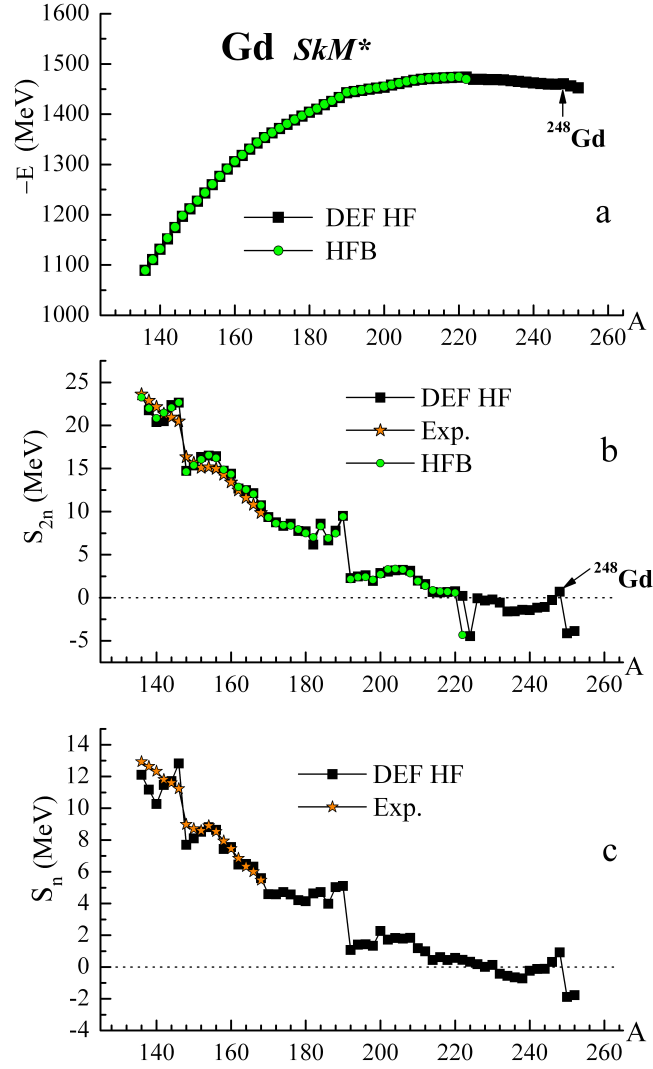 Gd SkM*
−E (MeV)
1600
1500
1400
1300
1200
1100
1000
²⁴⁸Gd
DEF HF
HFB
a
140 160 180 200 220 240 260 A
S₂ₙ (MeV)
25
20
15
10
5
0
-5
DEF HF
Exp.
HFB
b
²⁴⁸Gd
140 160 180 200 220 240 260 A
Sₙ (MeV)
14
12
10
8
6
4
2
0
-2
-4
DEF HF
Exp.
c
140 160 180 200 220 240 260 A